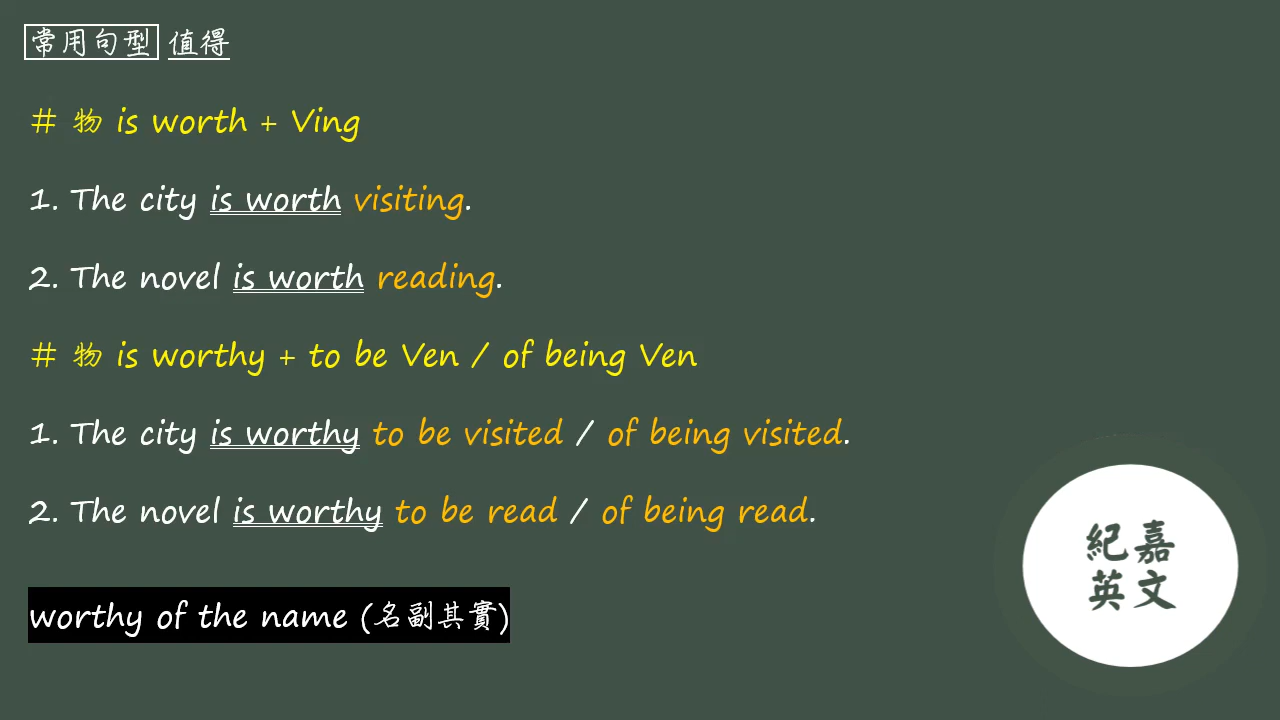 常用句型 值得
# 物 is worth + Ving
1. The city is worth visiting.
2. The novel is worth reading.
# 物 is worthy + to be Ven / of being Ven
1. The city is worthy to be visited / of being visited.
2. The novel is worthy to be read / of being read.
worthy of the name (名副其實)
紀嘉
英文